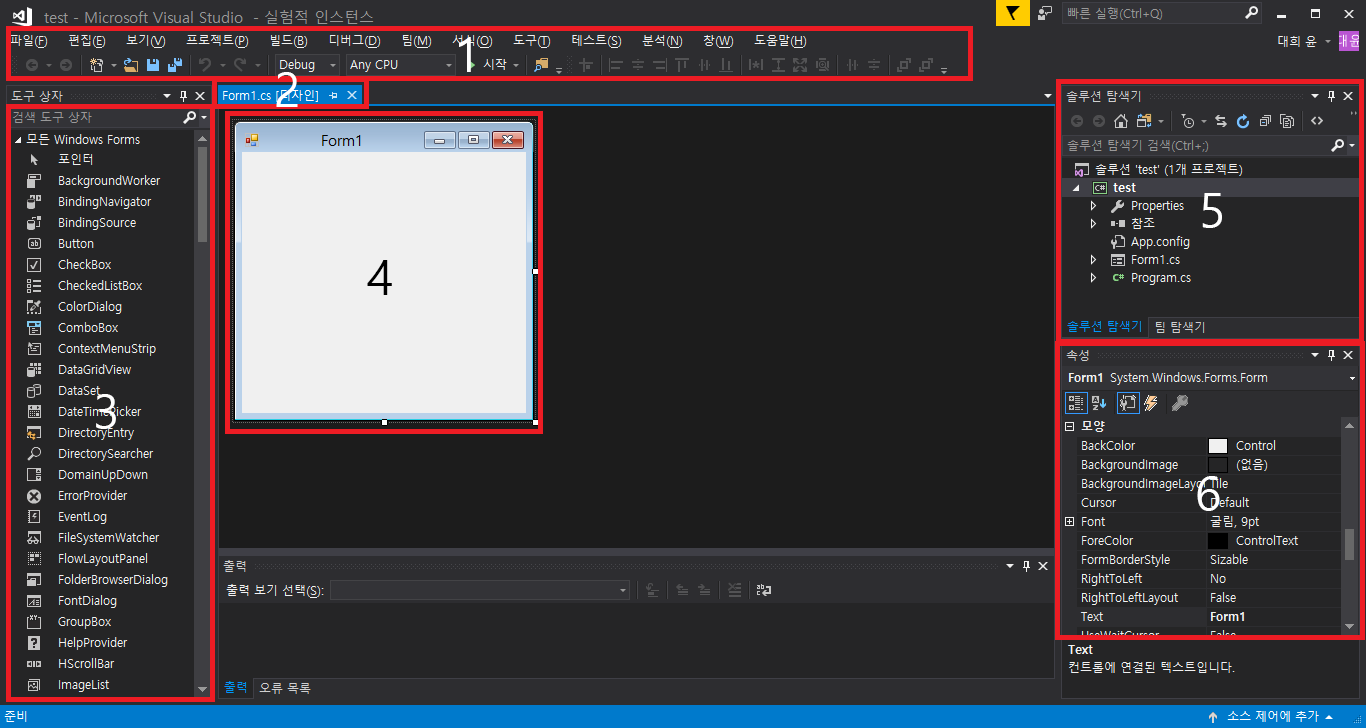 test - Microsoft Visual Studio - 실험적 인스턴스
빠른 실행(Ctrl+Q)
파일(F) 편집(E) 보기(V) 프로젝트(P) 빌드(B) 디버그(D) 팀(M) 서식(O) 도구(T) 테스트(S) 분석(N) 창(W) 도움말(H)
대희 윤
대윤
1
Debug Any CPU 시작
2
도구 상자
Form1.cs [디자인]
검색 도구 상자
모든 Windows Forms
포인터
BackgroundWorker
BindingNavigator
BindingSource
Button
CheckBox
CheckedListBox
ColorDialog
ComboBox
ContextMenuStrip
DataGridView
DataSet
3
DateTimePicker
DirectoryEntry
DirectorySearcher
DomainUpDown
ErrorProvider
EventLog
FileSystemWatcher
FlowLayoutPanel
FolderBrowserDialog
FontDialog
GroupBox
HelpProvider
HScrollBar
ImageList
Form1
4
출력
출력 보기 선택(S):
출력 오류 목록
솔루션 탐색기
솔루션 탐색기 검색(Ctrl+;)
솔루션 'test' (1개 프로젝트)
C# test
Properties
5
참조
App.config
Form1.cs
C# Program.cs
솔루션 탐색기 팀 탐색기
속성
Form1 System.Windows.Forms.Form
모양
BackColor Control
BackgroundImage (없음)
BackgroundImageLayou Tile
6
Cursor Default
Font 굴림, 9pt
ForeColor ControlText
FormBorderStyle Sizable
RightToLeft No
RightToLeftLayout False
Text Form1
UseWaitCursor False
Text
컨트롤에 연결된 텍스트입니다.
준비
소스 제어에 추가